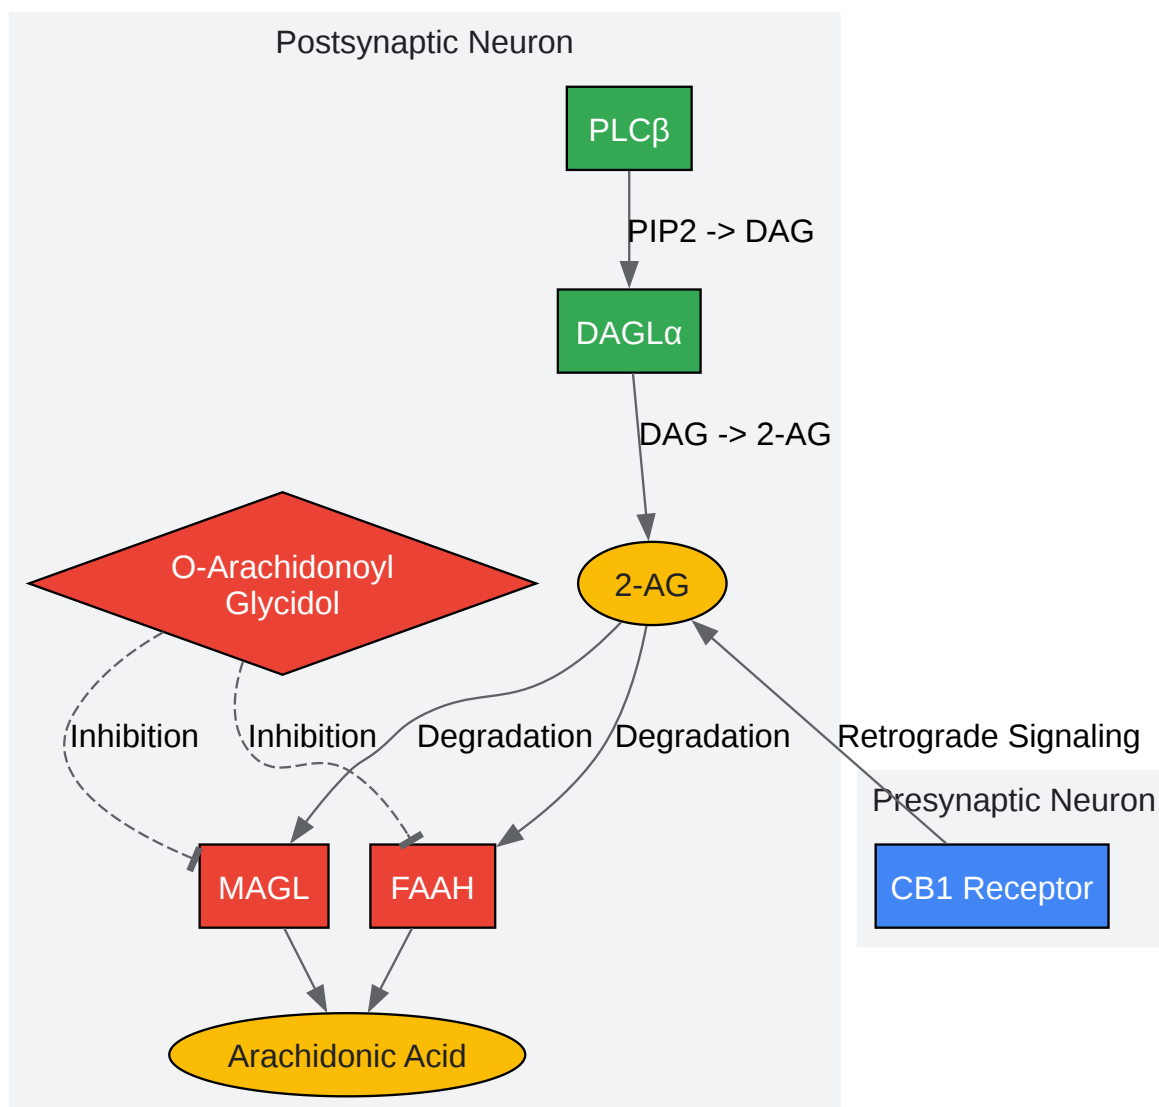 Postsynaptic Neuron
PLCβ
PIP2 -> DAG
DAGLα
DAG -> 2-AG
O-Arachidonoyl
Glycidol
2-AG
Inhibition
Inhibition
Degradation
Degradation
Retrograde Signaling
Presynaptic Neuron
MAGL
FAAH
CB1 Receptor
Arachidonic Acid